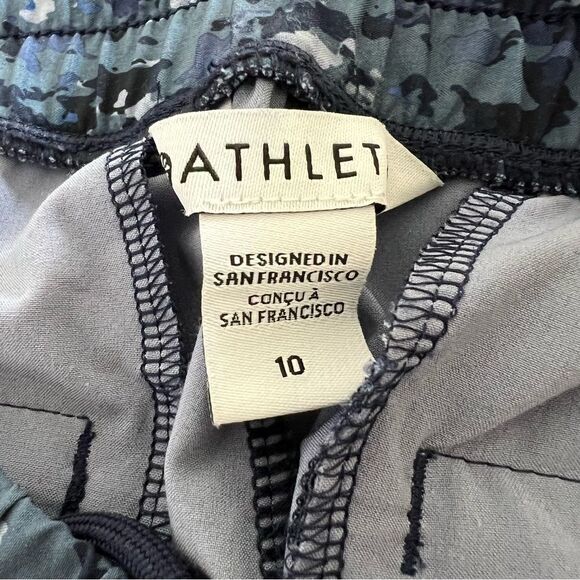 ATHLET
DESIGNED IN
SAN FRANCISCO
CONÇU À
SAN FRANCISCO
10